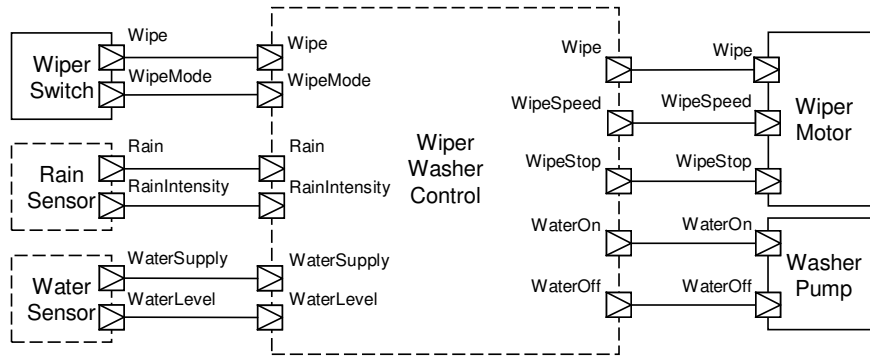 Wipe
Wiper
Switch
WipeMode
Wipe
WipeMode
Rain
Rain
Sensor
RainIntensity
Rain
RainIntensity
WaterSupply
Water
Sensor
WaterLevel
WaterSupply
WaterLevel
Wiper
Washer
Control
Wipe
WipeSpeed
WipeStop
WaterOn
WaterOff
Wipe
WipeSpeed
WipeStop
Wiper
Motor
WaterOn
WaterOff
Washer
Pump